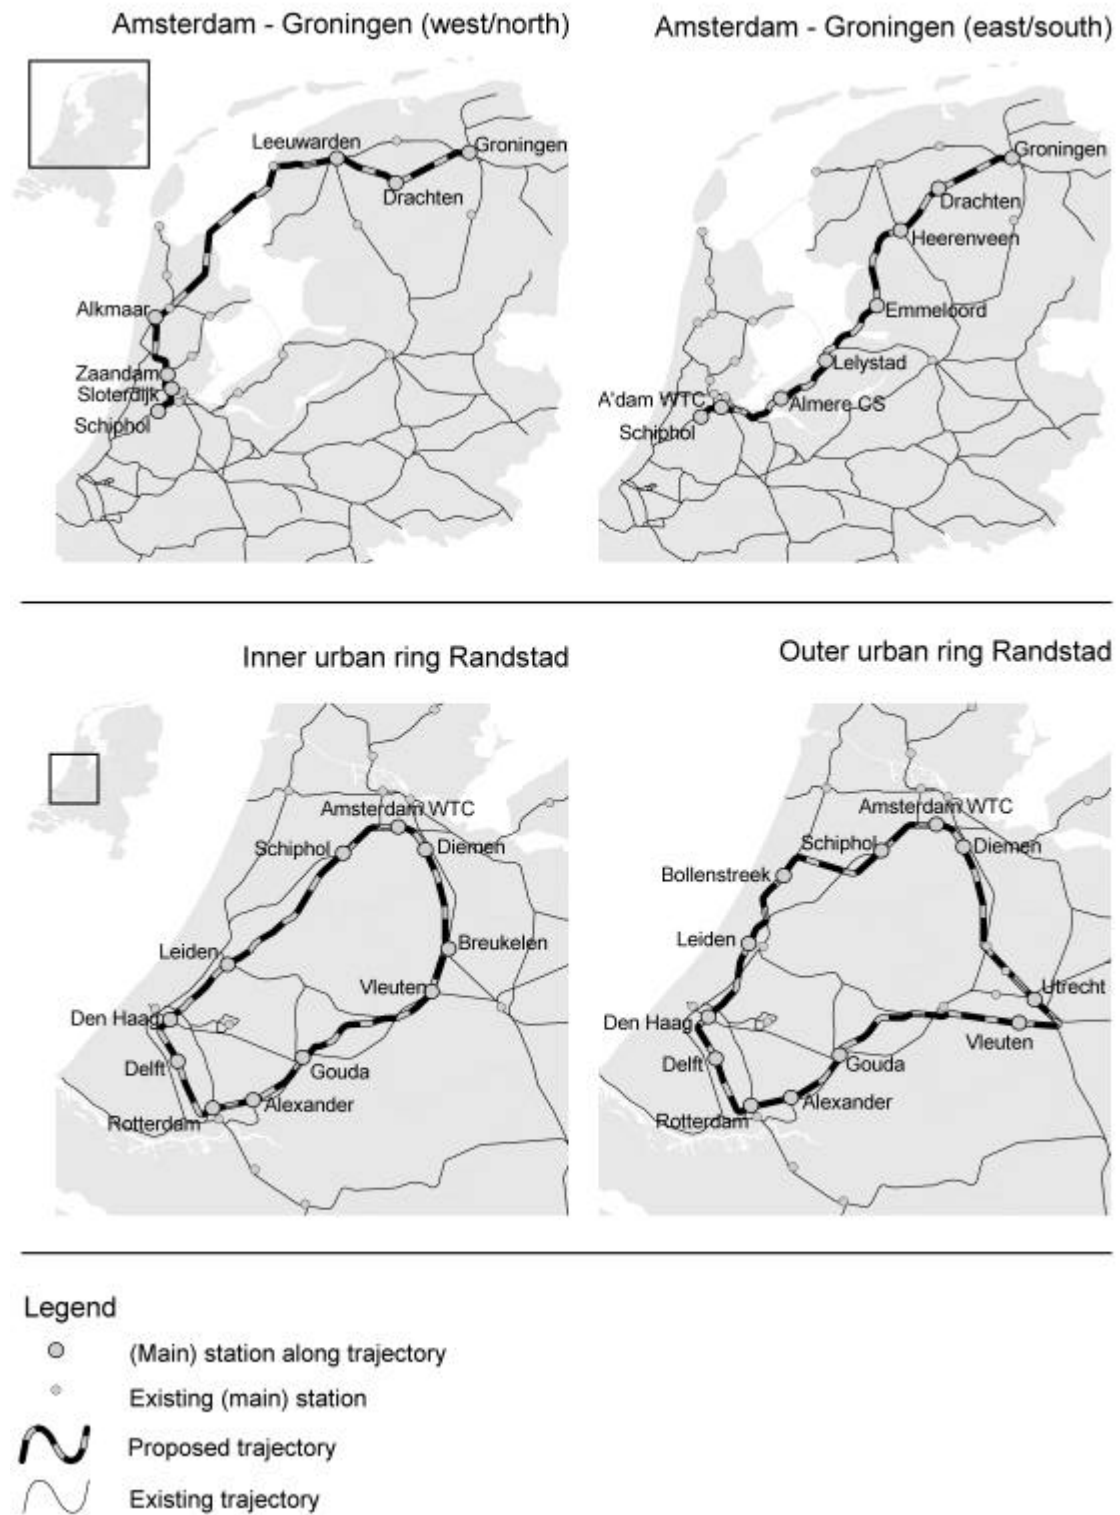 Amsterdam - Groningen (west/north)
Leeuwarden
Groningen
Drachten
Alkmaar
Zaandam
Sloterdijk
Schiphol
Amsterdam - Groningen (east/south)
Groningen
Drachten
Heerenveen
Emmeloord
Lelystad
A'dam WTC
Almere CS
Schiphol
Inner urban ring Randstad
Amsterdam WTC
Schiphol
Diemen
Leiden
Breukelen
Vleuten
Den Haag
Delft
Gouda
Alexander
Rotterdam
Outer urban ring Randstad
Amsterdam WTC
Schiphol
Diemen
Bollenstreek
Leiden
Utrecht
Den Haag
Vleuten
Delft
Gouda
Alexander
Rotterdam
Legend
(Main) station along trajectory
Existing (main) station
Proposed trajectory
Existing trajectory